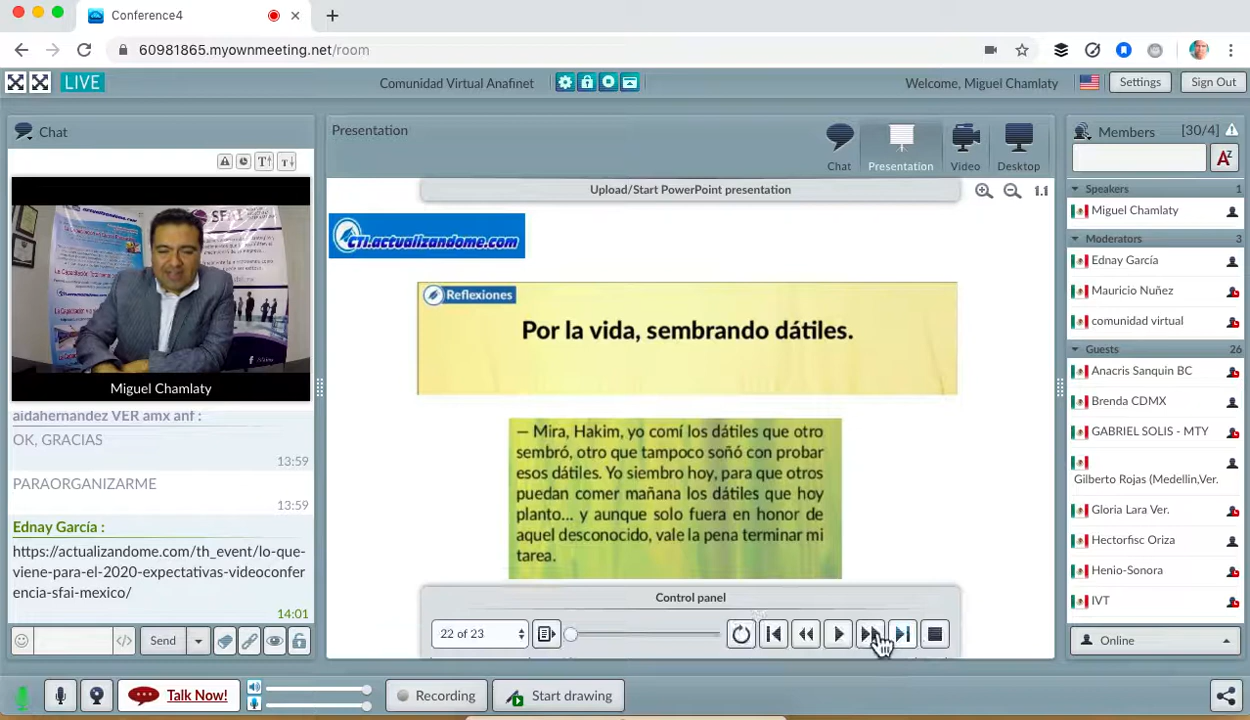 Conference4
60981865.myownmeeting.net/room
LIVE
Comunidad Virtual Anafinet
Welcome, Miguel Chamlaty
Settings
Sign Out
Chat
Miguel Chamlaty
aidahernandez VER amx anf :
OK, GRACIAS
13:59
PARAORGANIZARME
13:59
Ednay García :
https://actualizandome.com/th_event/lo-que-
viene-para-el-2020-expectativas-videoconfer
encia-sfai-mexico/
14:01
Send
Presentation
Chat
Presentation
Video
Desktop
Upload/Start PowerPoint presentation
1.1
CTI.actualizandome.com
Reflexiones
Por la vida, sembrando dátiles.
— Mira, Hakim, yo comí los dátiles que otro
sembró, otro que tampoco soñó con probar
esos dátiles. Yo siembro hoy, para que otros
puedan comer mañana los dátiles que hoy
planto... y aunque solo fuera en honor de
aquel desconocido, vale la pena terminar mi
tarea.
Control panel
22 of 23
Members
[30/4]
Speakers 1
Miguel Chamlaty
Moderators 3
Ednay García
Mauricio Nuñez
comunidad virtual
Guests 26
Anacris Sanquin BC
Brenda CDMX
GABRIEL SOLIS - MTY
Gilberto Rojas (Medellin,Ver.
Gloria Lara Ver.
Hectorfisc Oriza
Henio-Sonora
IVT
Online
Talk Now!
Recording
Start drawing